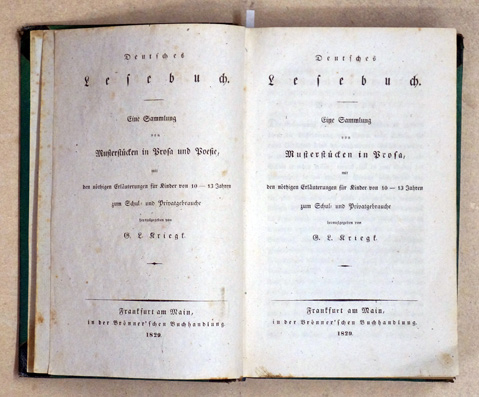 Deutsches
Lesebuch.
Eine Sammlung
von
Musterstücken in Prosa und Poesie,
mit
den nöthigen Erläuterungen für Kinder von 10 — 13 Jahren
zum Schul- und Privatgebrauche
herausgegeben von
G. L. Kriegk.
Frankfurt am Main,
in der Brönner'schen Buchhandlung.
1829.
Deutsches
Lesebuch.
Eine Sammlung
von
Musterstücken in Prosa,
mit
den nöthigen Erläuterungen für Kinder von 10 — 13 Jahren
zum Schul- und Privatgebrauche
herausgegeben von
G. L. Kriegk.
Frankfurt am Main,
in der Brönner'schen Buchhandlung.
1829.